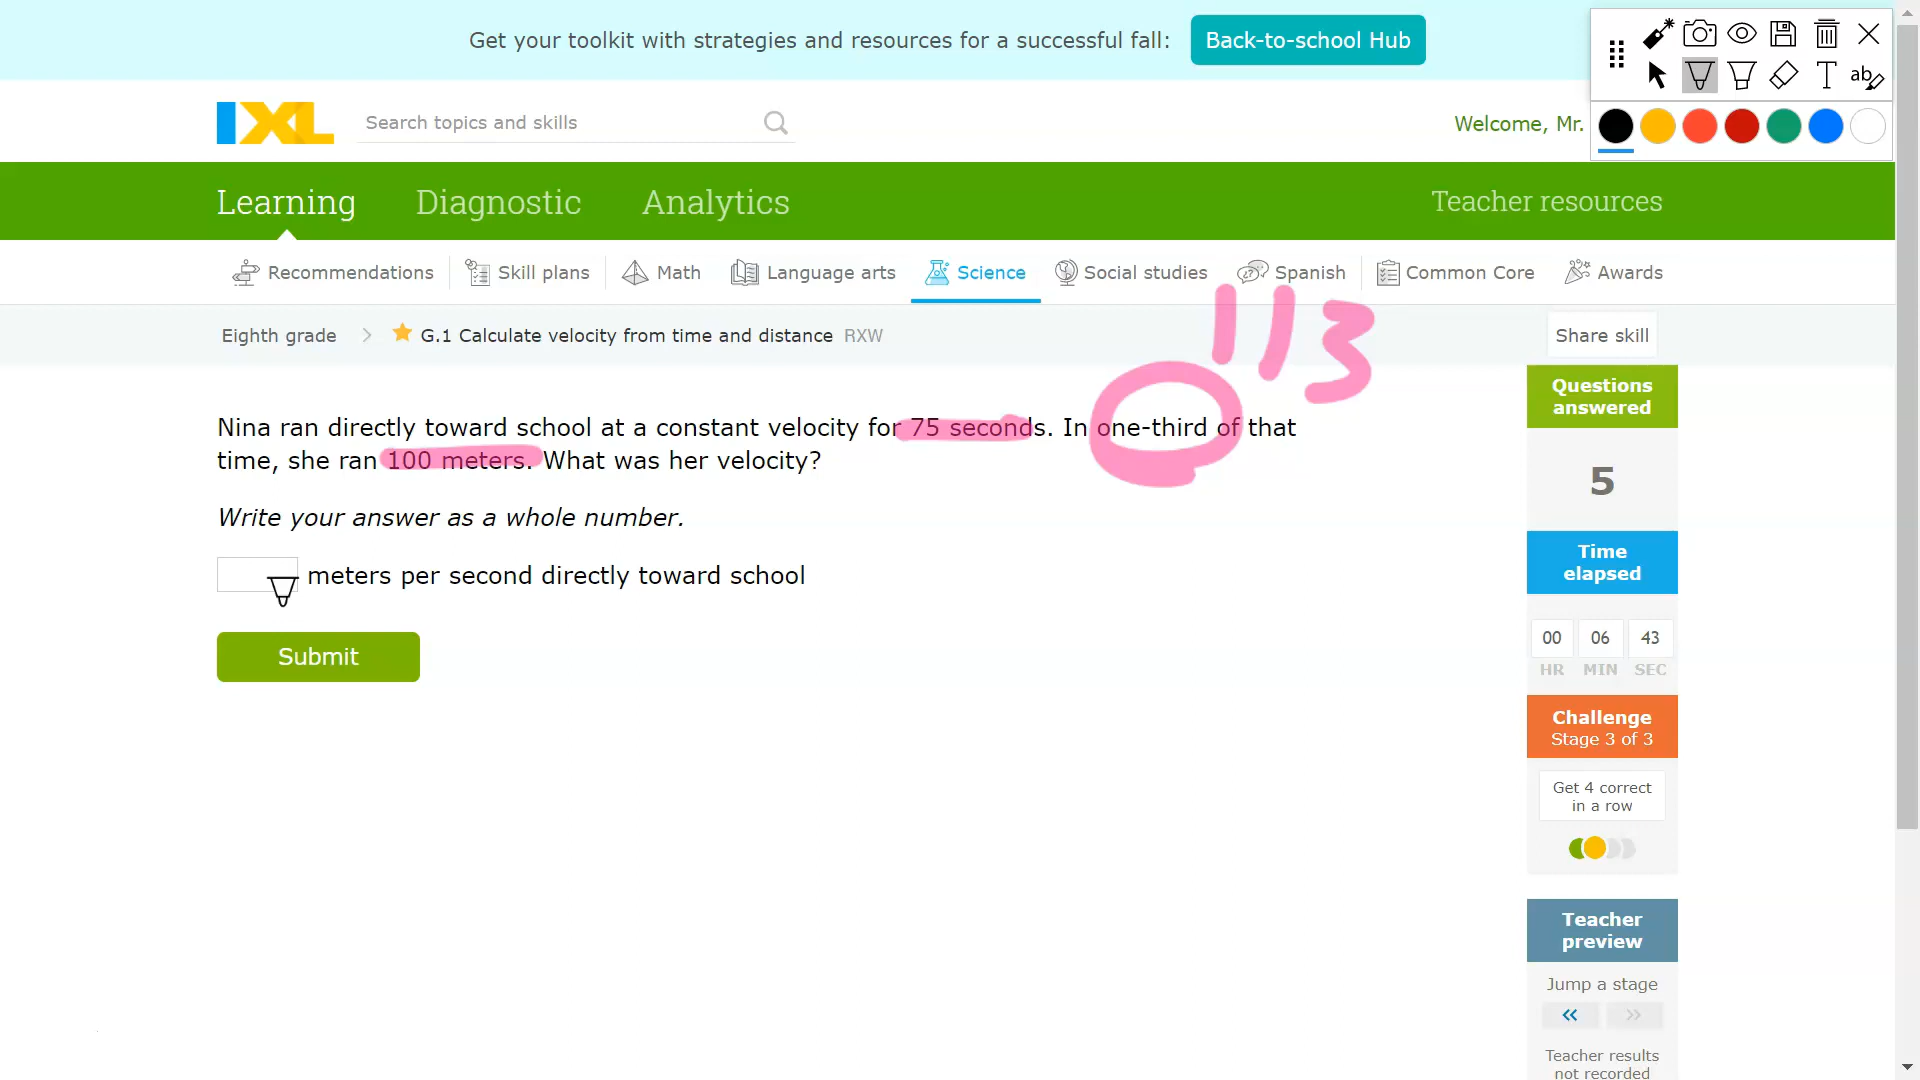 Get your toolkit with strategies and resources for a successful fall: Back-to-school Hub
T ab
IXL Search topics and skills Welcome, Mr.
Learning Diagnostic Analytics Teacher resources
Recommendations Skill plans Math Language arts Science Social studies Spanish Common Core Awards
1/3
Eighth grade > G.1 Calculate velocity from time and distance RXW Share skill
Nina ran directly toward school at a constant velocity for 75 seconds. In one-third of that
time, she ran 100 meters. What was her velocity?
Write your answer as a whole number.
meters per second directly toward school
Submit
Questions
answered
5
Time
elapsed
00 06 43
HR MIN SEC
Challenge
Stage 3 of 3
Get 4 correct
in a row
Teacher
preview
Jump a stage
« »
Teacher results
not recorded